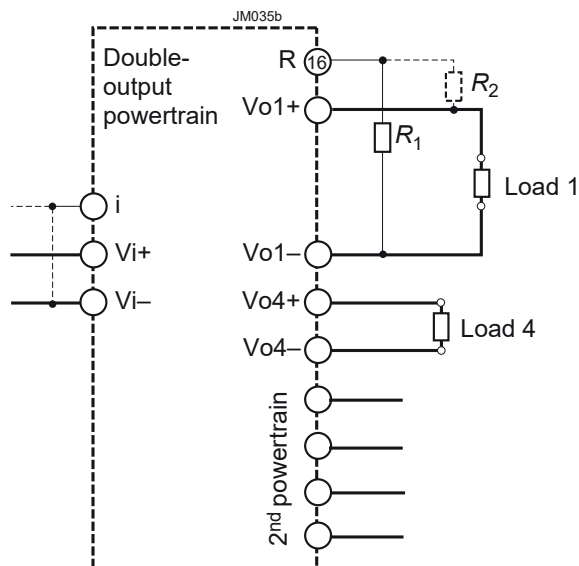 JM035b
Double-
output
powertrain
R
16
R2
Vo1+
R1
Load 1
i
Vi+
Vo1–
Vi–
Vo4+
Load 4
Vo4–
2nd powertrain